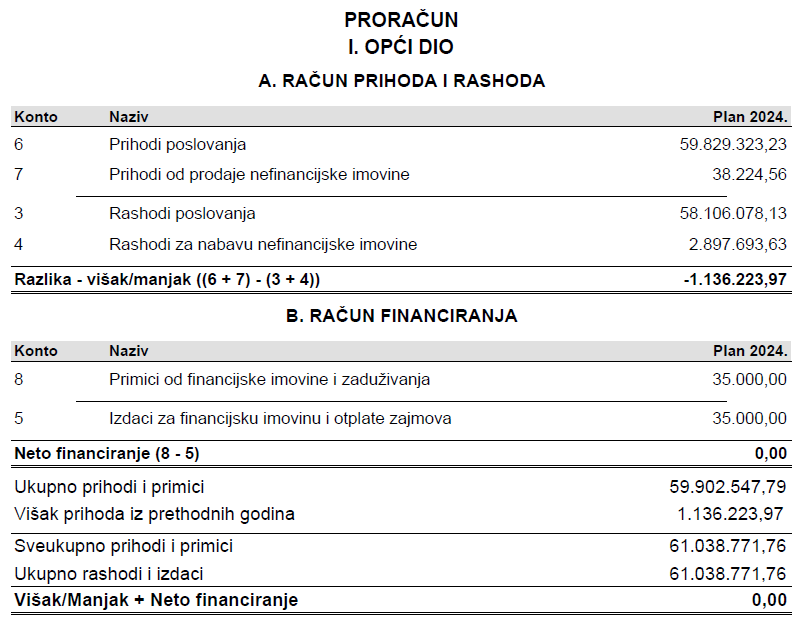 PRORAČUN
I. OPĆI DIO
A. RAČUN PRIHODA I RASHODA
Konto Naziv Plan 2024.
6 Prihodi poslovanja 59.829.323,23
7 Prihodi od prodaje nefinancijske imovine 38.224,56
3 Rashodi poslovanja 58.106.078,13
4 Rashodi za nabavu nefinancijske imovine 2.897.693,63
Razlika - višak/manjak ((6 + 7) - (3 + 4)) -1.136.223,97
B. RAČUN FINANCIRANJA
Konto Naziv Plan 2024.
8 Primici od financijske imovine i zaduživanja 35.000,00
5 Izdaci za financijsku imovinu i otplate zajmova 35.000,00
Neto financiranje (8 - 5) 0,00
Ukupno prihodi i primici 59.902.547,79
Višak prihoda iz prethodnih godina 1.136.223,97
Sveukupno prihodi i primici 61.038.771,76
Ukupno rashodi i izdaci 61.038.771,76
Višak/Manjak + Neto financiranje 0,00